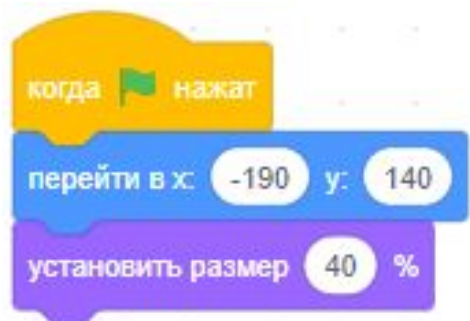 когда нажат
перейти в x: -190 y: 140
установить размер 40 %